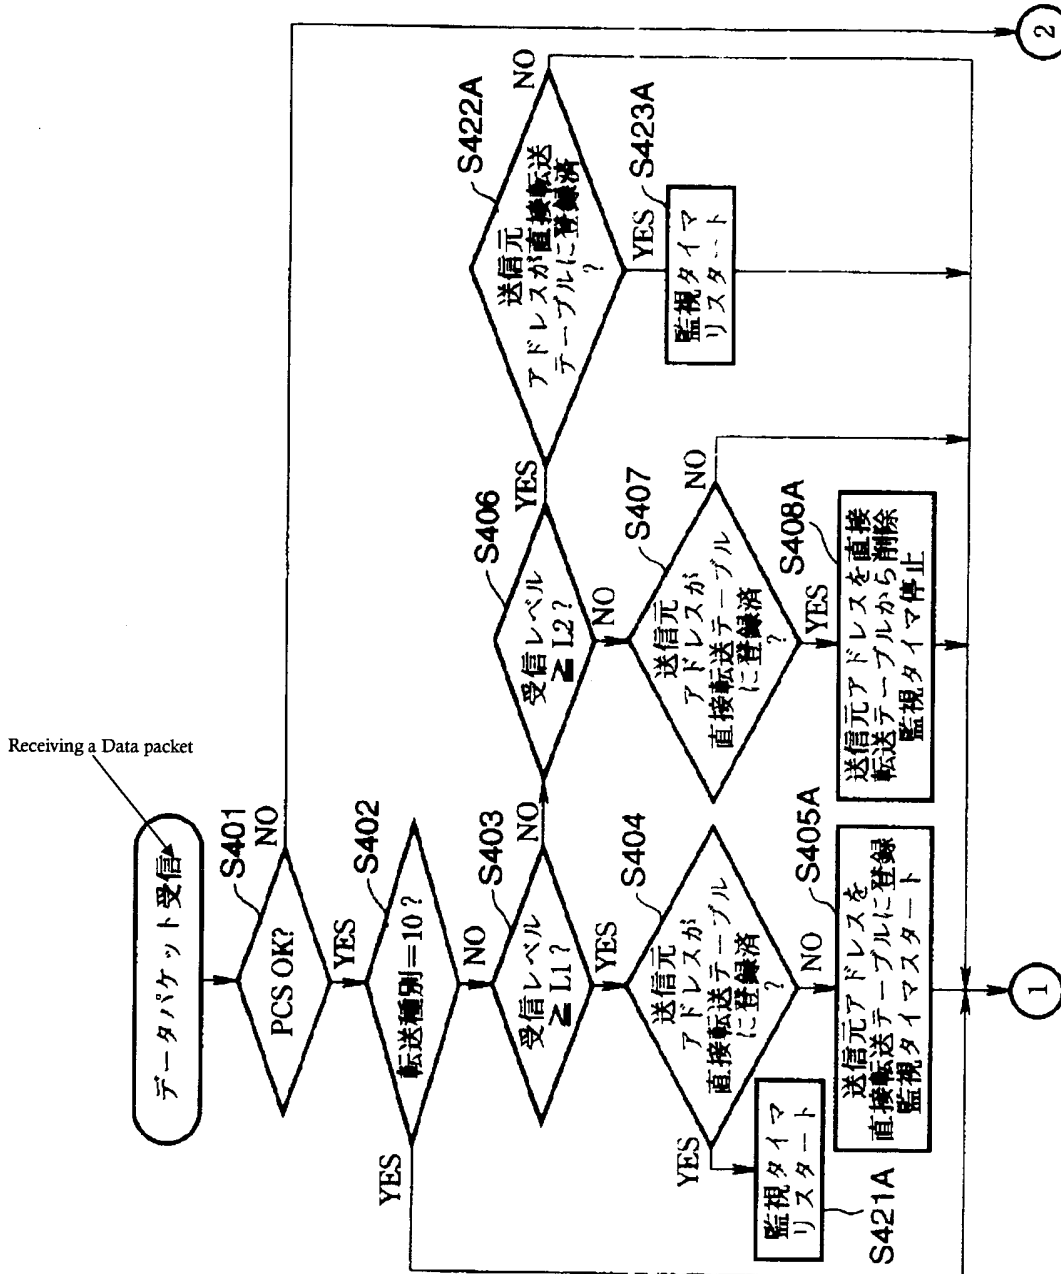 Receiving a Data packet
データパケット受信
S401
PCS OK?
NO
YES
S402
転送種別=10?
YES
NO
S403
受信レベル
≧L1?
NO
YES
S404
送信元
アドレスが
直接転送テーブル
に登録済
?
YES
NO
監視タイマ
リスタート
S421A
S405A
送信元アドレスを
直接転送テーブルに登録
監視タイマスタート
S406
受信レベル
≧L2?
YES
NO
S407
送信元
アドレスが
直接転送テーブル
に登録済
?
NO
YES
S408A
送信元アドレスを直接
転送テーブルから削除
監視タイマ停止
S422A
送信元
アドレスが直接転送
テーブルに登録済
?
NO
YES
S423A
監視タイマ
リスタート
1
2